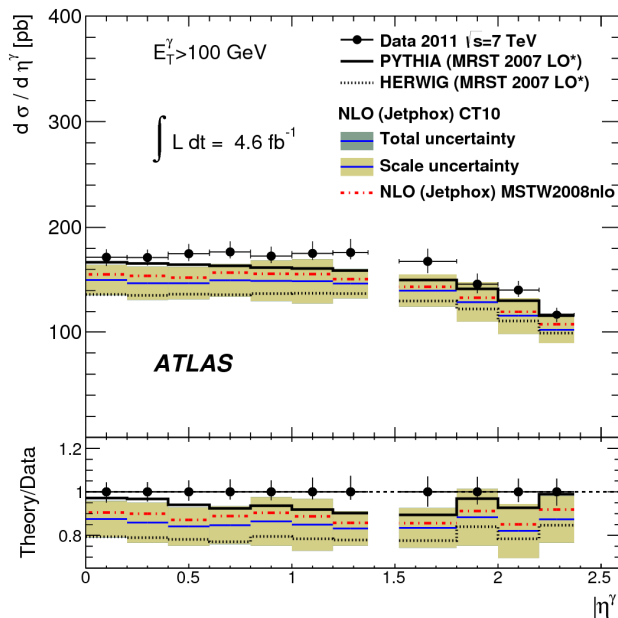 dσ / dη^γ [pb]
400
300
200
100
E_T^γ>100 GeV
∫ L dt = 4.6 fb⁻¹
Data 2011 √s=7 TeV
PYTHIA (MRST 2007 LO*)
HERWIG (MRST 2007 LO*)
NLO (Jetphox) CT10
Total uncertainty
Scale uncertainty
NLO (Jetphox) MSTW2008nlo
ATLAS
Theory/Data
1.2
1
0.8
0 0.5 1 1.5 2 2.5
|η^γ